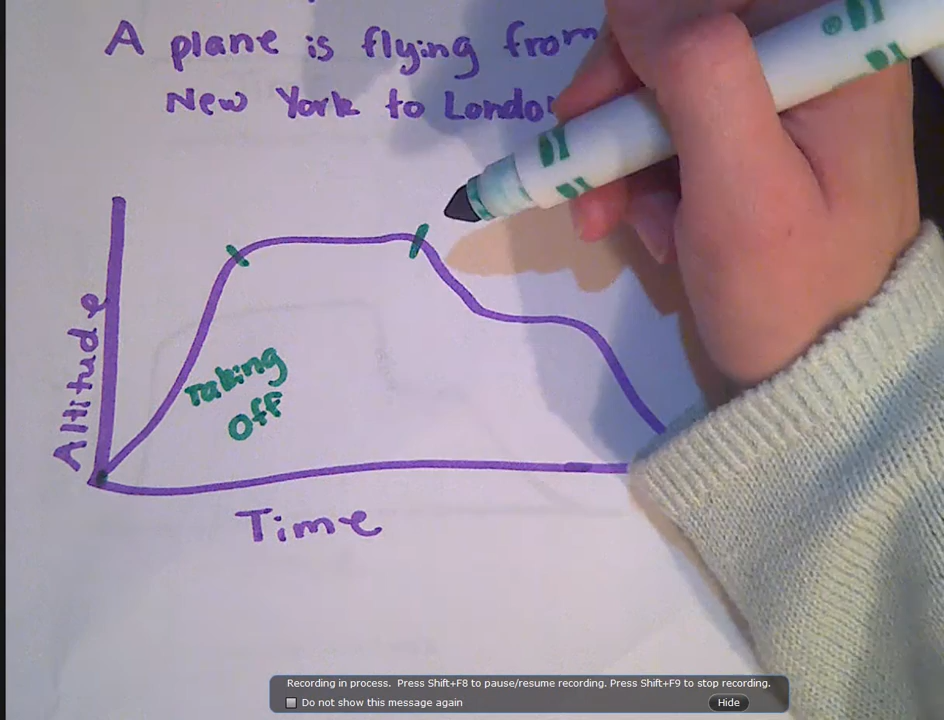 A plane is flying from
New York to London
Altitude
Taking
Off
Time
Recording in process. Press Shift+F8 to pause/resume recording. Press Shift+F9 to stop recording.
Do not show this message again
Hide